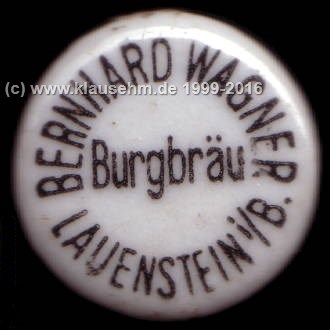 BERNHARD WAGNER
Burgbräu
LAUENSTEIN i/B.
(c) www.klausehm.de 1999-2016